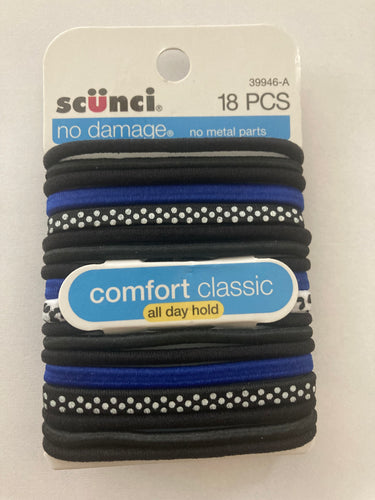 39946-A
scünci®
18 PCS
no damage® no metal parts
comfort classic
all day hold